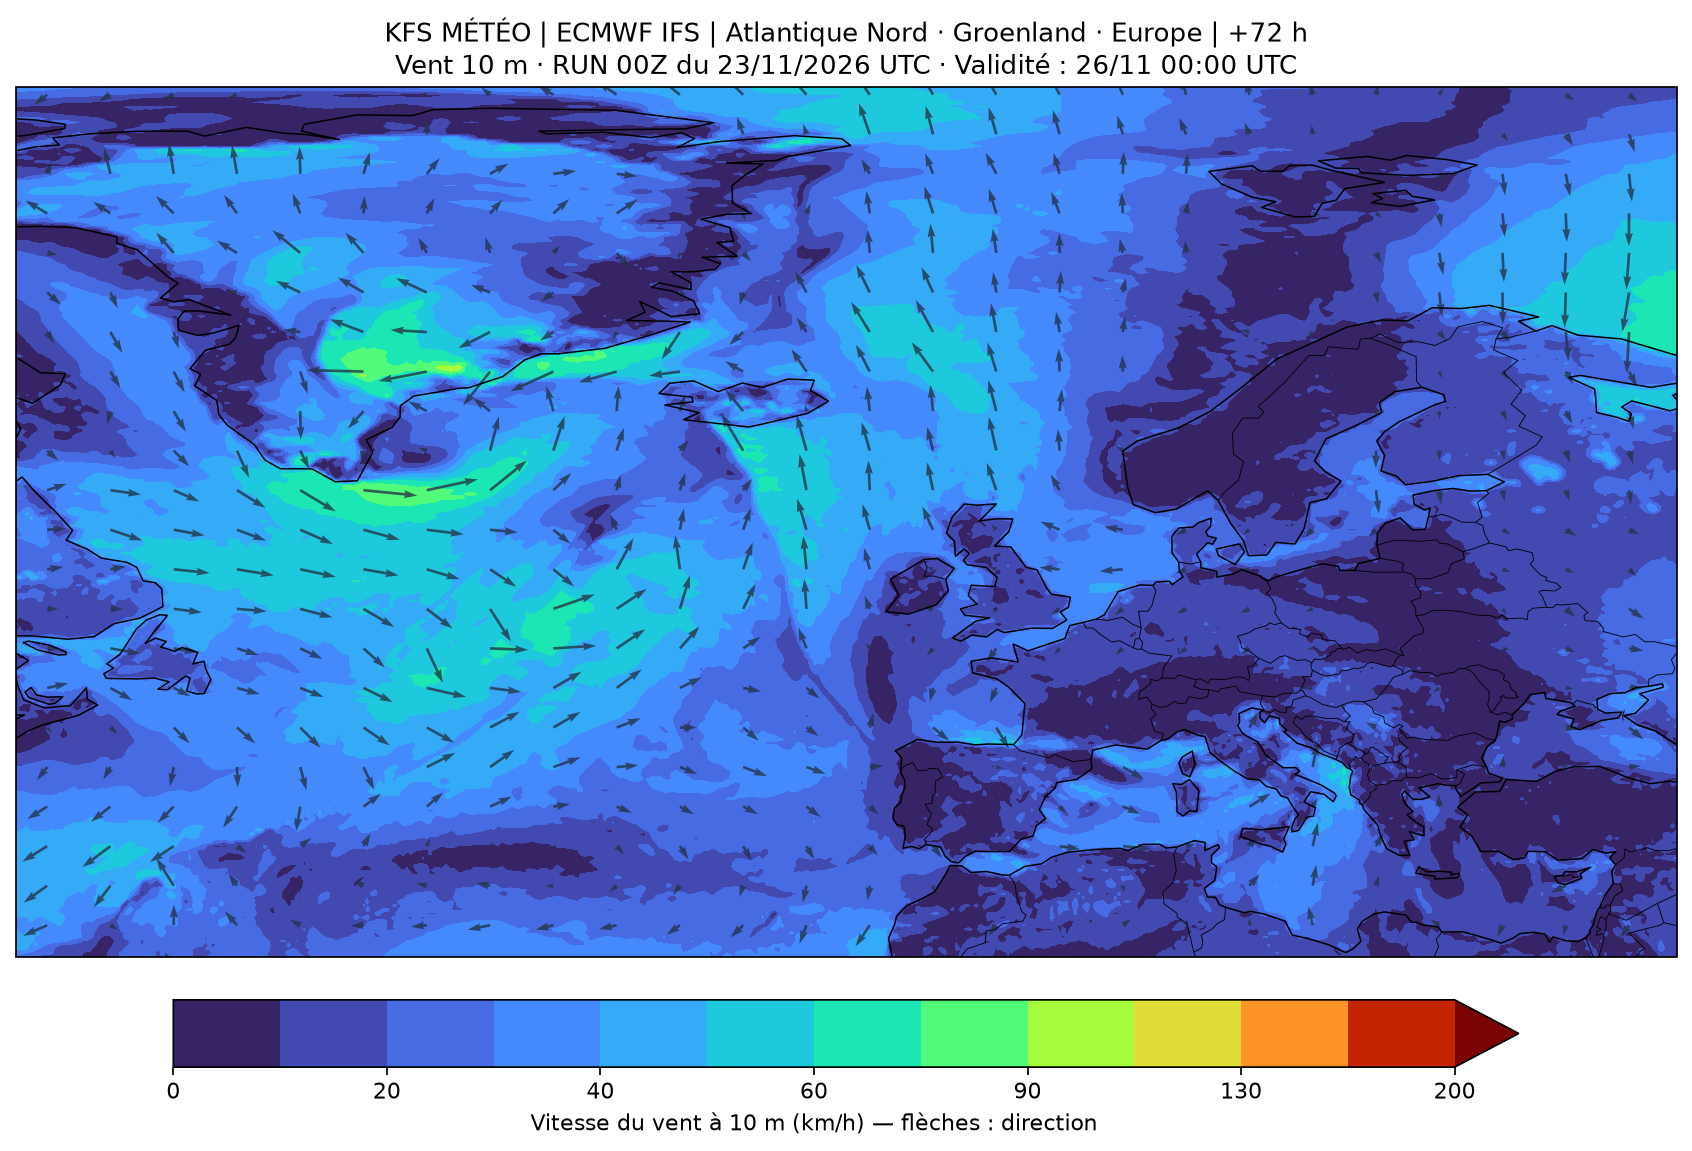 KFS MÉTÉO | ECMWF IFS | Atlantique Nord · Groenland · Europe | +72 h
Vent 10 m · RUN 00Z du 23/11/2026 UTC · Validité : 26/11 00:00 UTC
0 20 40 60 90 130 200
Vitesse du vent à 10 m (km/h) — flèches : direction